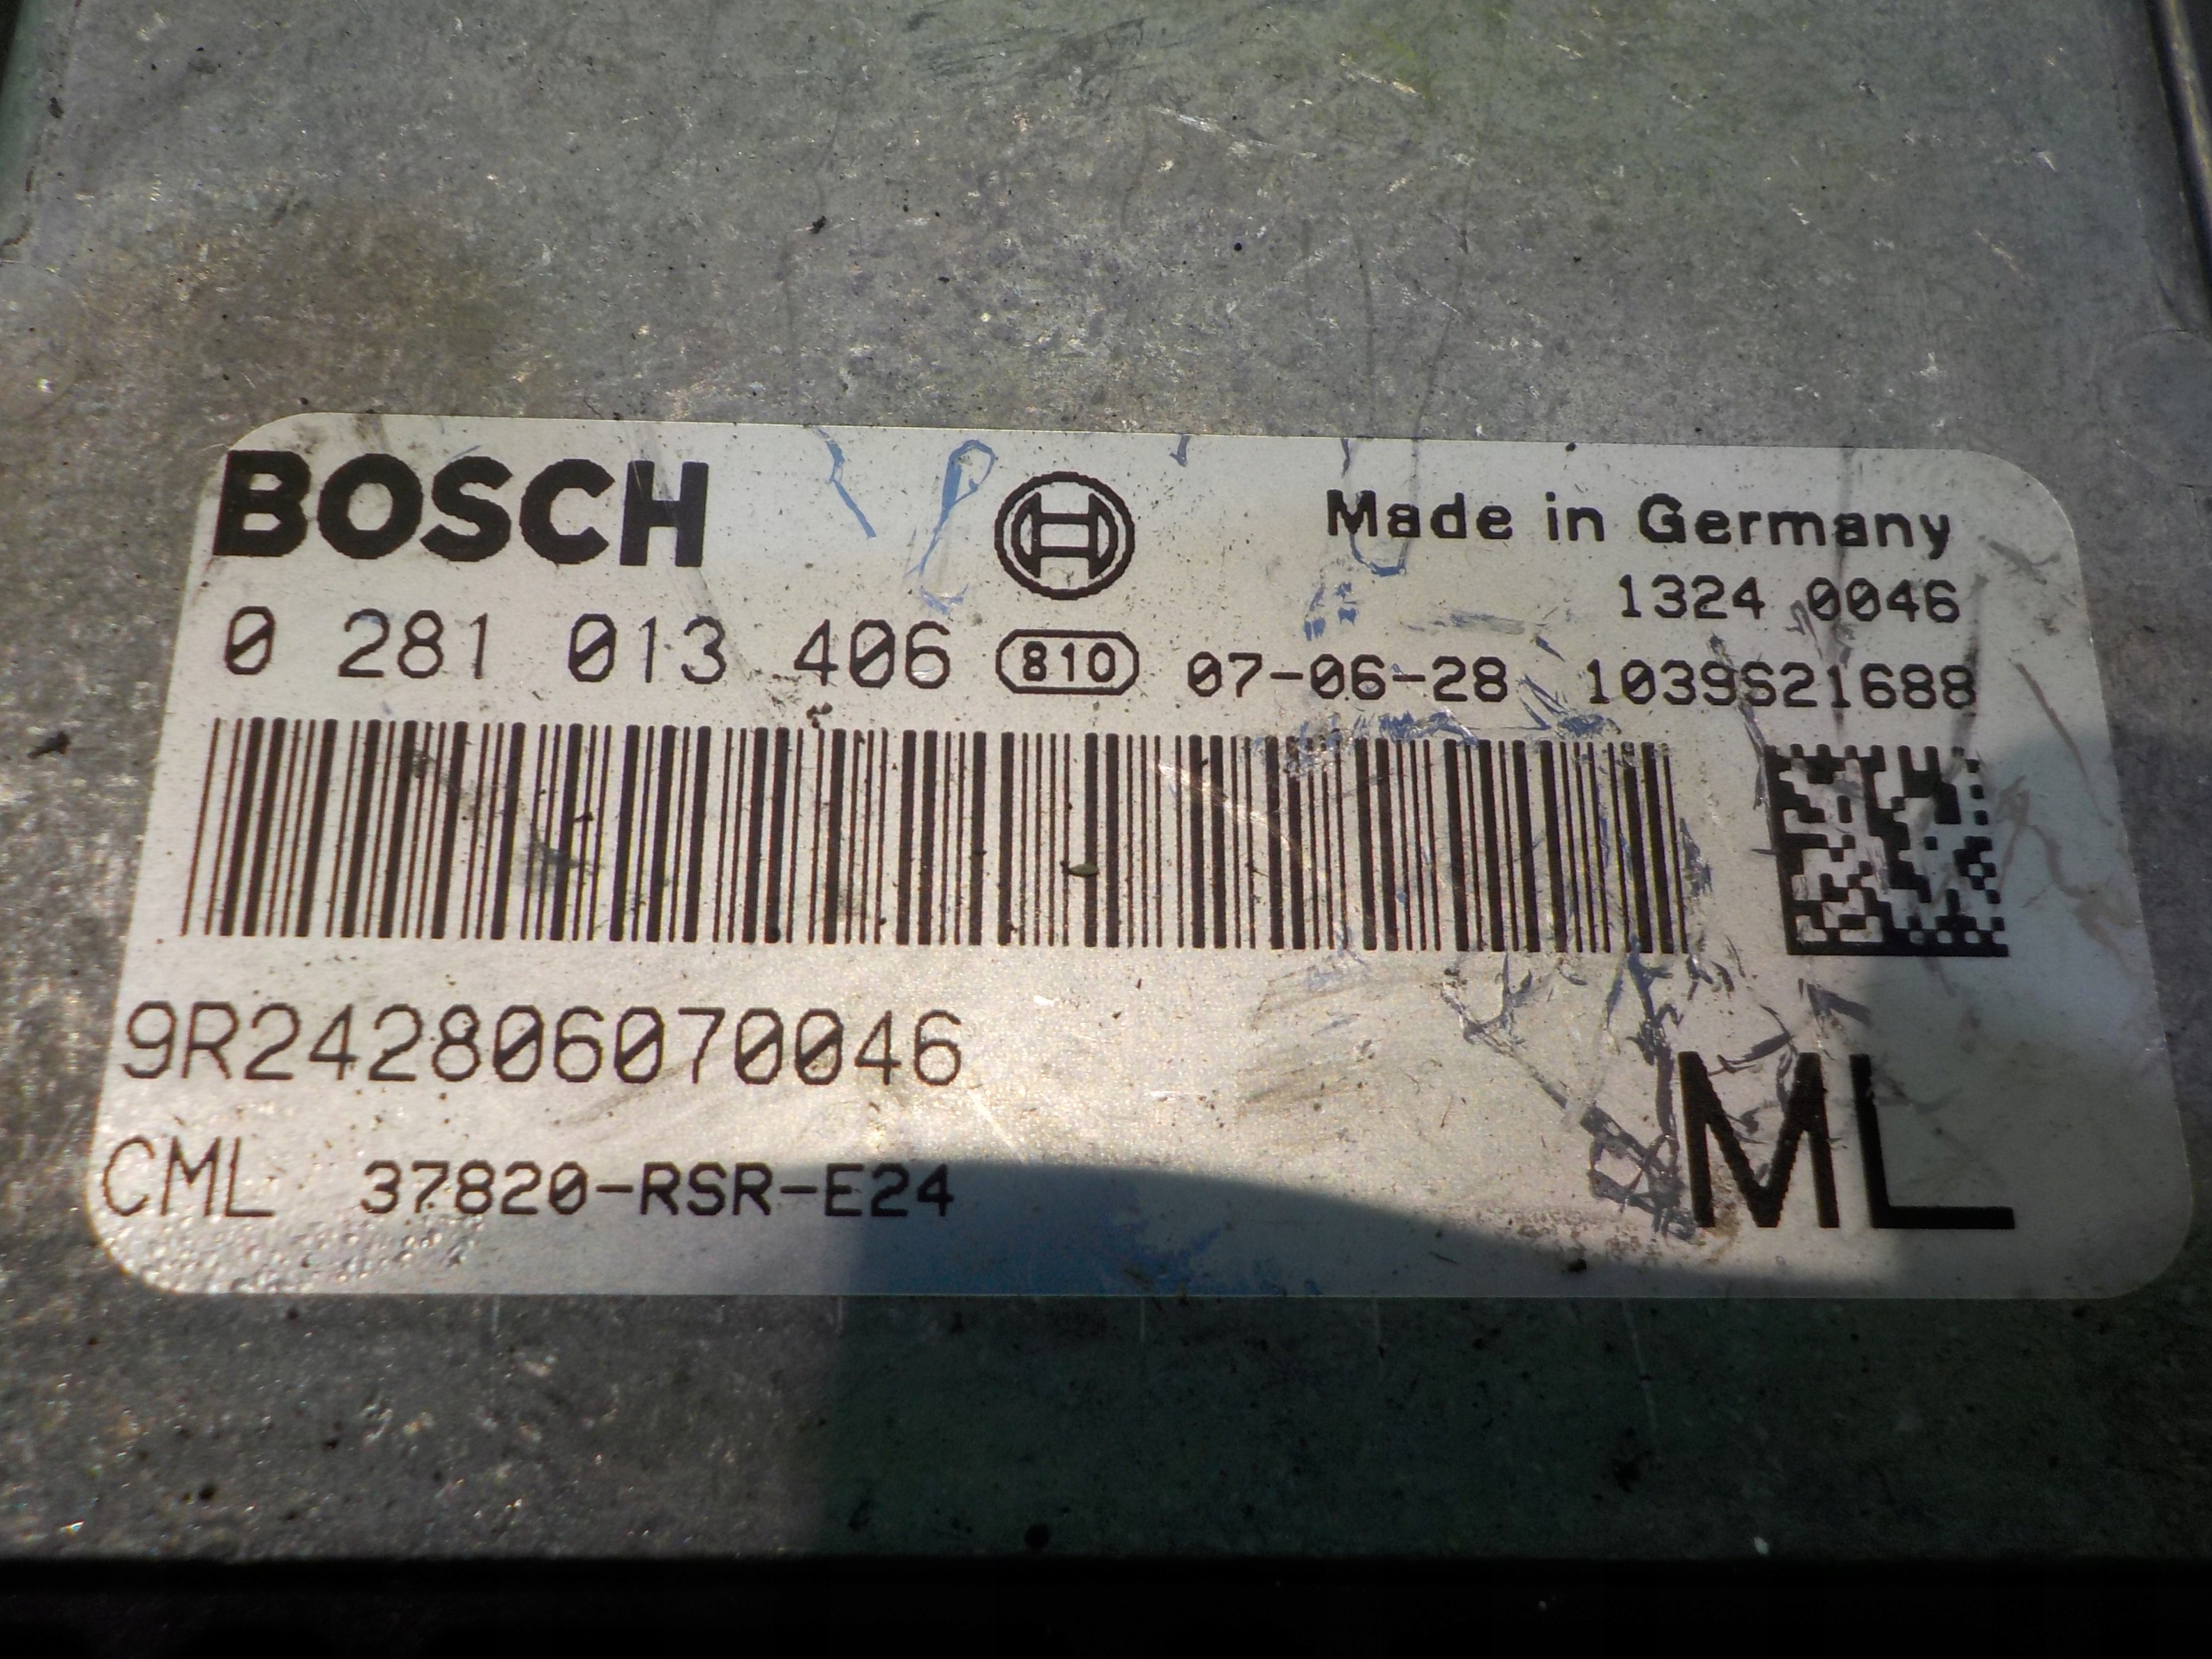 BOSCH
Made in Germany
1324 0046
0 281 013 406 810 07-06-28 1039S21688
9R242806070046
CML 37820-RSR-E24
ML